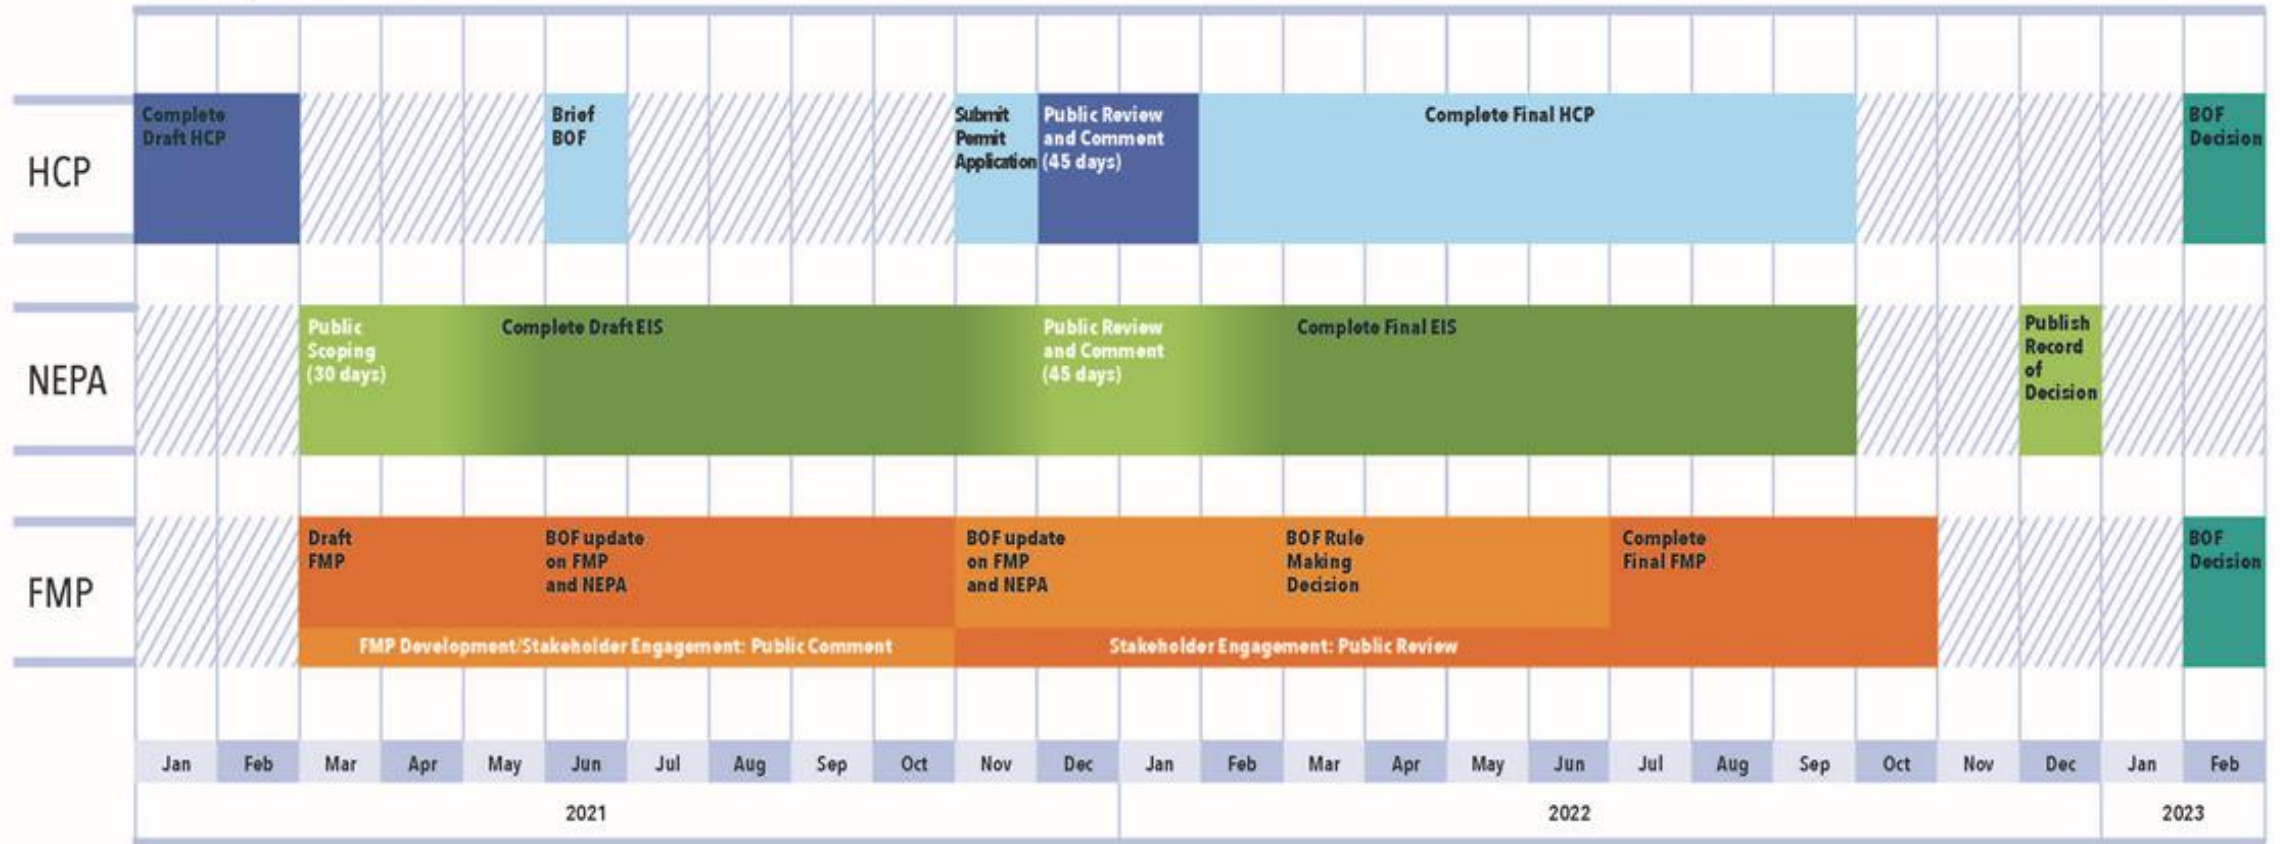 HCP
Complete
Draft HCP
Brief
BOF
Submit
Permit
Application
Public Review
and Comment
(45 days)
Complete Final HCP
BOF
Decision
NEPA
Public
Scoping
(30 days)
Complete Draft EIS
Public Review
and Comment
(45 days)
Complete Final EIS
Publish
Record
of
Decision
FMP
Draft
FMP
BOF update
on FMP
and NEPA
BOF update
on FMP
and NEPA
BOF Rule
Making
Decision
Complete
Final FMP
BOF
Decision
FMP Development/Stakeholder Engagement: Public Comment
Stakeholder Engagement: Public Review
Jan Feb Mar Apr May Jun Jul Aug Sep Oct Nov Dec Jan Feb Mar Apr May Jun Jul Aug Sep Oct Nov Dec Jan Feb
2021 2022 2023